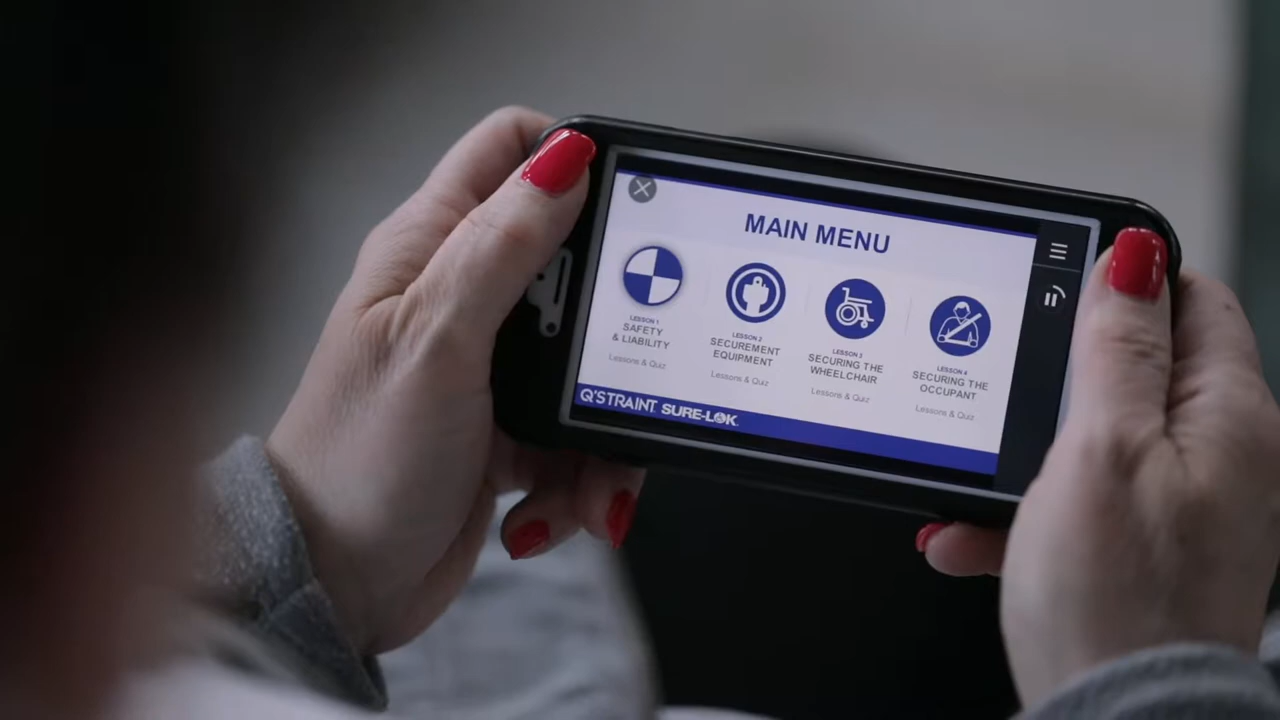 MAIN MENU
LESSON 1
SAFETY
& LIABILITY
Lessons & Quiz
LESSON 2
SECUREMENT
EQUIPMENT
Lessons & Quiz
LESSON 3
SECURING THE
WHEELCHAIR
Lessons & Quiz
LESSON 4
SECURING THE
OCCUPANT
Lessons & Quiz
Q'STRAINT SURE-LOK